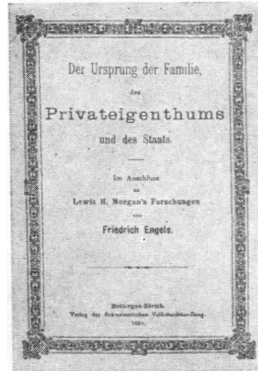 Der Ursprung der Familie,
des
Privateigenthums
und des Staats.
Im Anschluss
an
Lewis H. Morgan's Forschungen
von
Friedrich Engels.
Hottingen-Zürich.
Verlag der Schweizerischen Volksbuchhandlung.
1884.